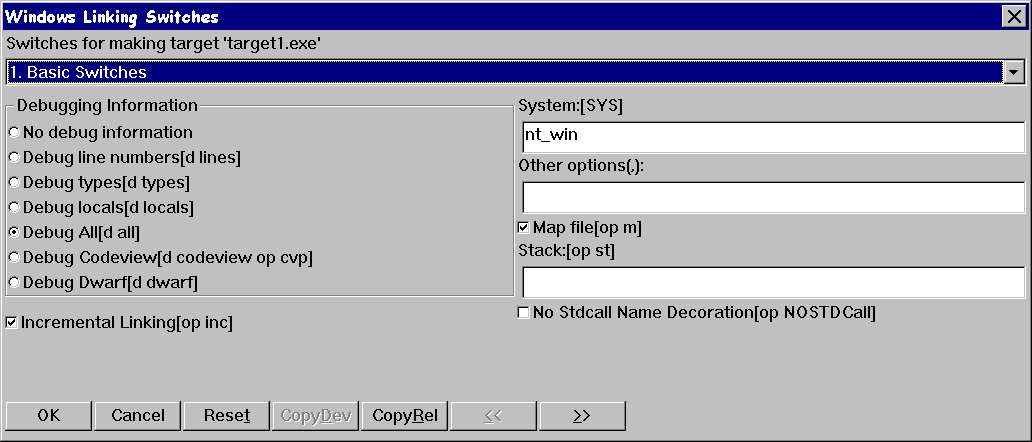 Windows Linking Switches
Switches for making target 'target1.exe'
1. Basic Switches
Debugging Information
No debug information
Debug line numbers[d lines]
Debug types[d types]
Debug locals[d locals]
Debug All[d all]
Debug Codeview[d codeview op cvp]
Debug Dwarf[d dwarf]
Incremental Linking[op inc]
System:[SYS]
nt_win
Other options(,):
Map file[op m]
Stack:[op st]
No Stdcall Name Decoration[op NOSTDCall]
OK Cancel Reset CopyDev CopyRel << >>